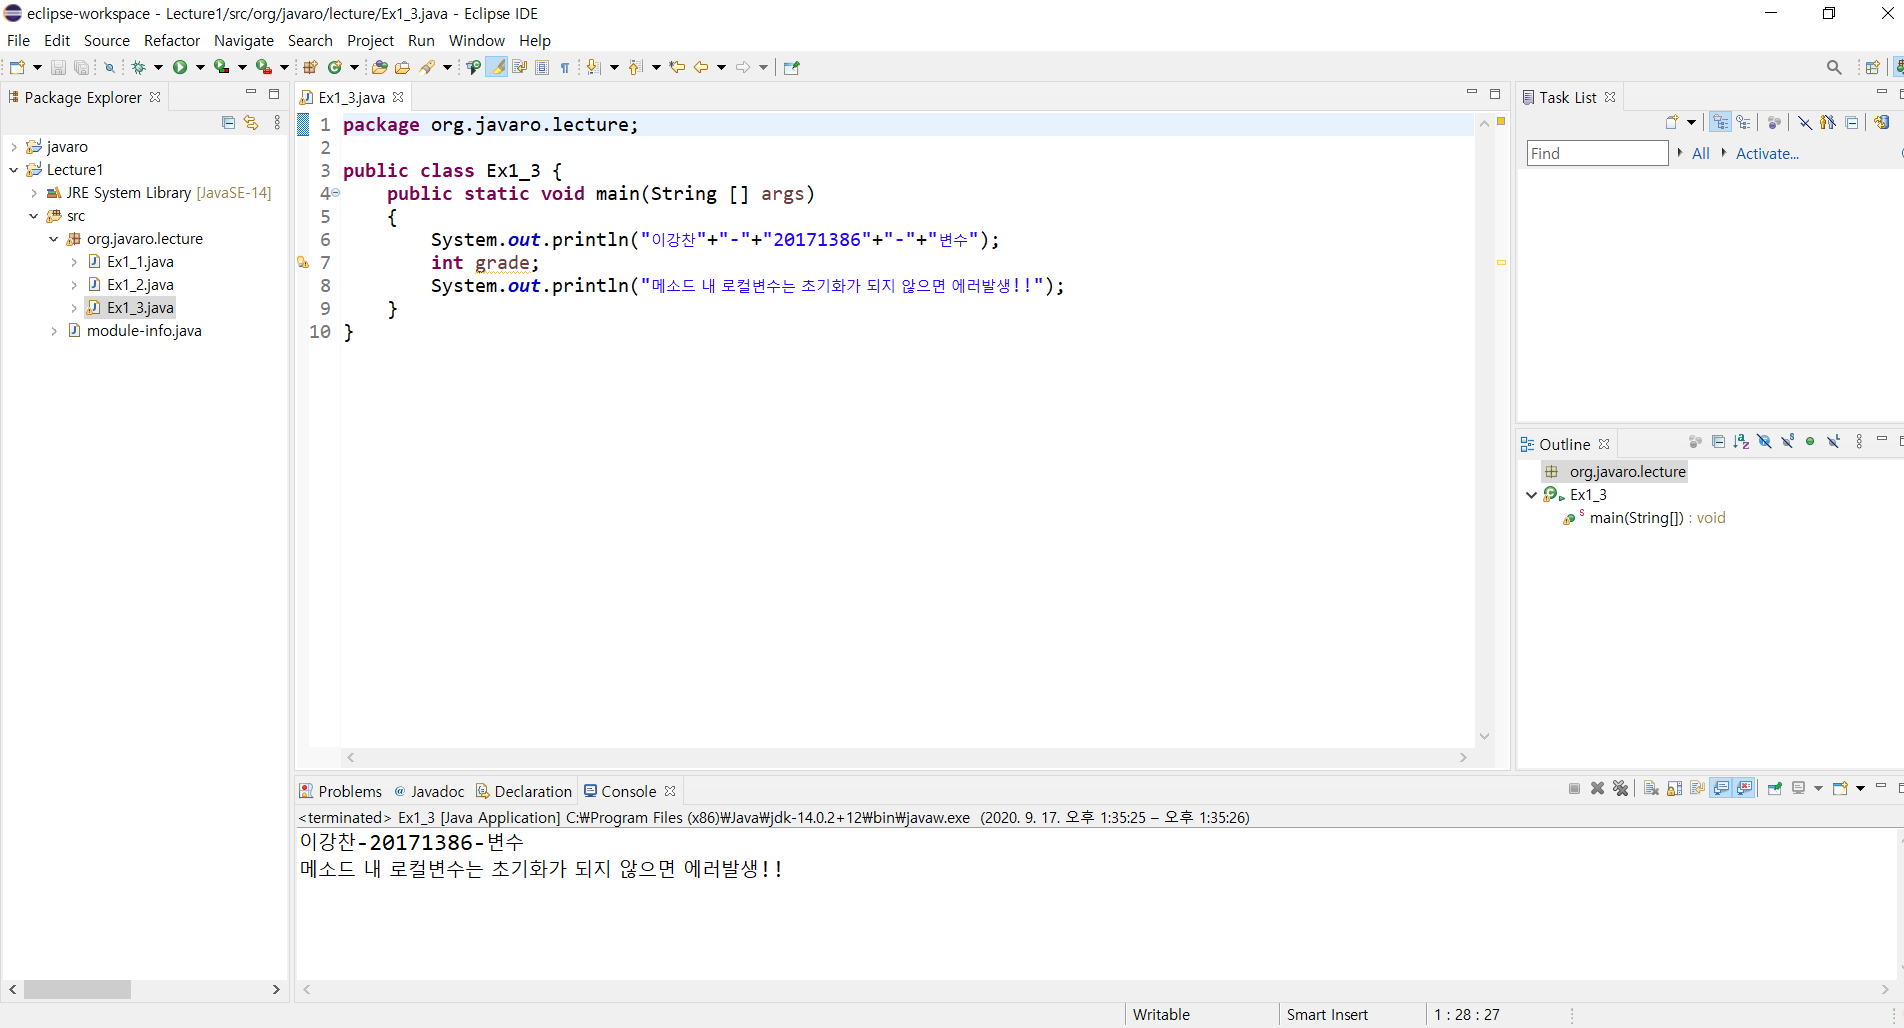 eclipse-workspace - Lecture1/src/org/javaro/lecture/Ex1_3.java - Eclipse IDE
File Edit Source Refactor Navigate Search Project Run Window Help
Package Explorer
javaro
Lecture1
JRE System Library [JavaSE-14]
src
org.javaro.lecture
Ex1_1.java
Ex1_2.java
Ex1_3.java
module-info.java
Ex1_3.java
1 package org.javaro.lecture;
2
3 public class Ex1_3 {
4 public static void main(String [] args)
5 {
6 System.out.println("이강찬"+"-"+"20171386"+"-"+"변수");
7 int grade;
8 System.out.println("메소드 내 로컬변수는 초기화가 되지 않으면 에러발생!!");
9 }
10 }
Task List
Find All Activate...
Outline
org.javaro.lecture
Ex1_3
main(String[]) : void
Problems @ Javadoc Declaration Console
<terminated> Ex1_3 [Java Application] C:₩Program Files (x86)₩Java₩jdk-14.0.2+12₩bin₩javaw.exe (2020. 9. 17. 오후 1:35:25 – 오후 1:35:26)
이강찬-20171386-변수
메소드 내 로컬변수는 초기화가 되지 않으면 에러발생!!
Writable Smart Insert 1 : 28 : 27